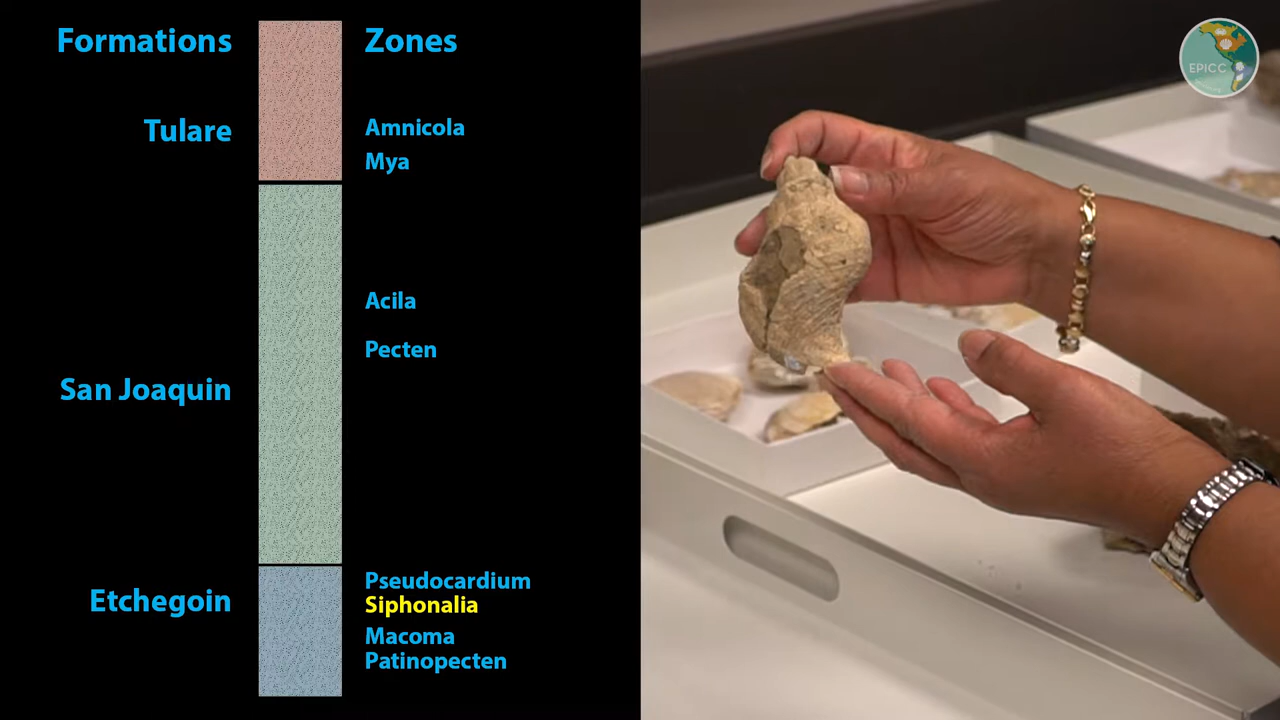 Formations
Zones
Tulare
Amnicola
Mya
Acila
Pecten
San Joaquin
Pseudocardium
Etchegoin
Siphonalia
Macoma
Patinopecten
EPICC